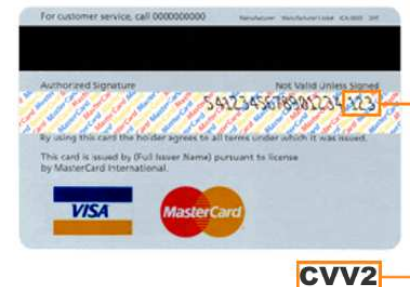 For customer service, call 0000000000
Authorized Signature Not Valid Unless Signed
5412345678901234 123
By using this card the holder agrees to all terms under which it was issued.
This card is issued by (Full Issuer Name) pursuant to license
by MasterCard International.
VISA MasterCard
CVV2